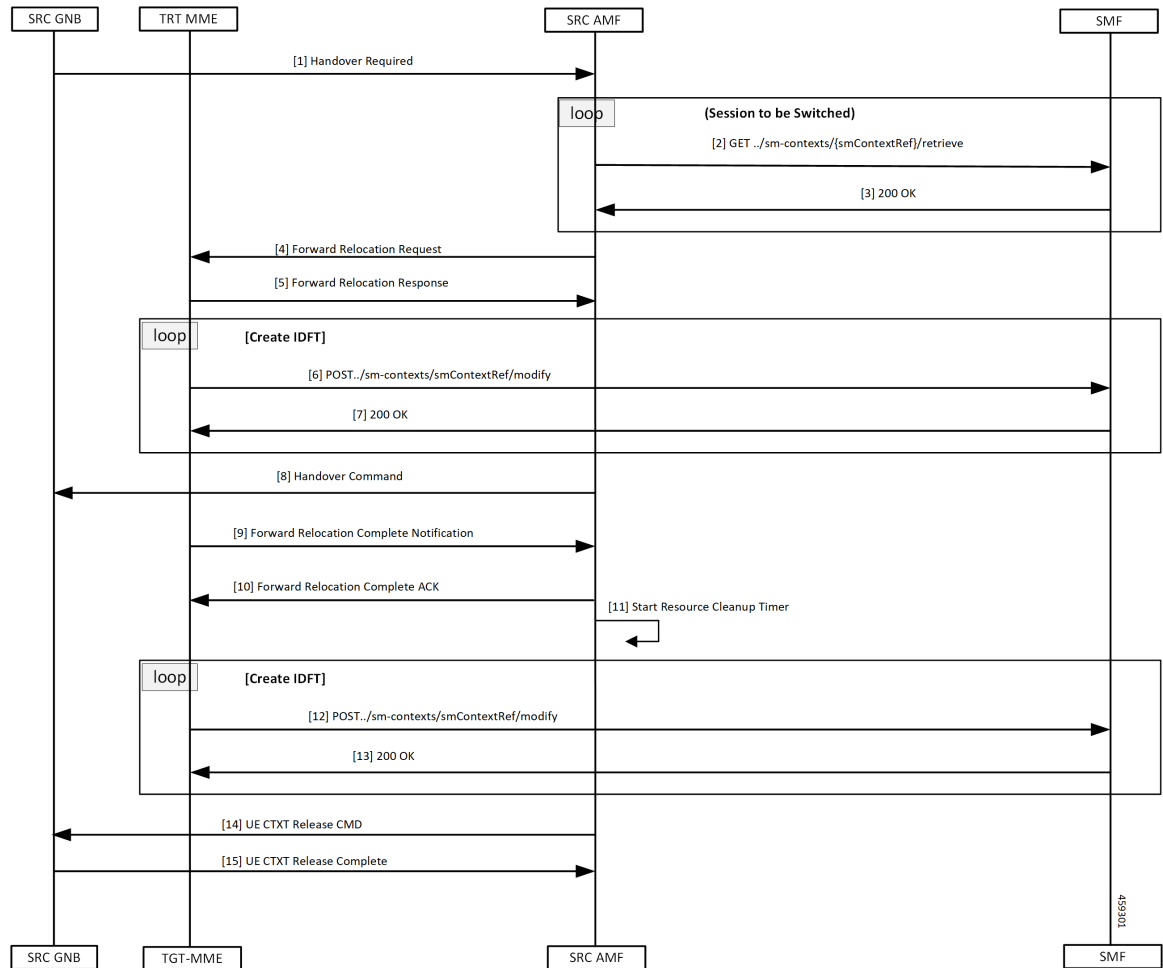 SRC GNB
TRT MME
SRC AMF
SMF
[1] Handover Required
loop
(Session to be Switched)
[2] GET ../sm-contexts/{smContextRef}/retrieve
[3] 200 OK
[4] Forward Relocation Request
[5] Forward Relocation Response
loop
[Create IDFT]
[6] POST../sm-contexts/smContextRef/modify
[7] 200 OK
[8] Handover Command
[9] Forward Relocation Complete Notification
[10] Forward Relocation Complete ACK
[11] Start Resource Cleanup Timer
loop
[Create IDFT]
[12] POST../sm-contexts/smContextRef/modify
[13] 200 OK
[14] UE CTXT Release CMD
[15] UE CTXT Release Complete
459301
SRC GNB
TGT-MME
SRC AMF
SMF